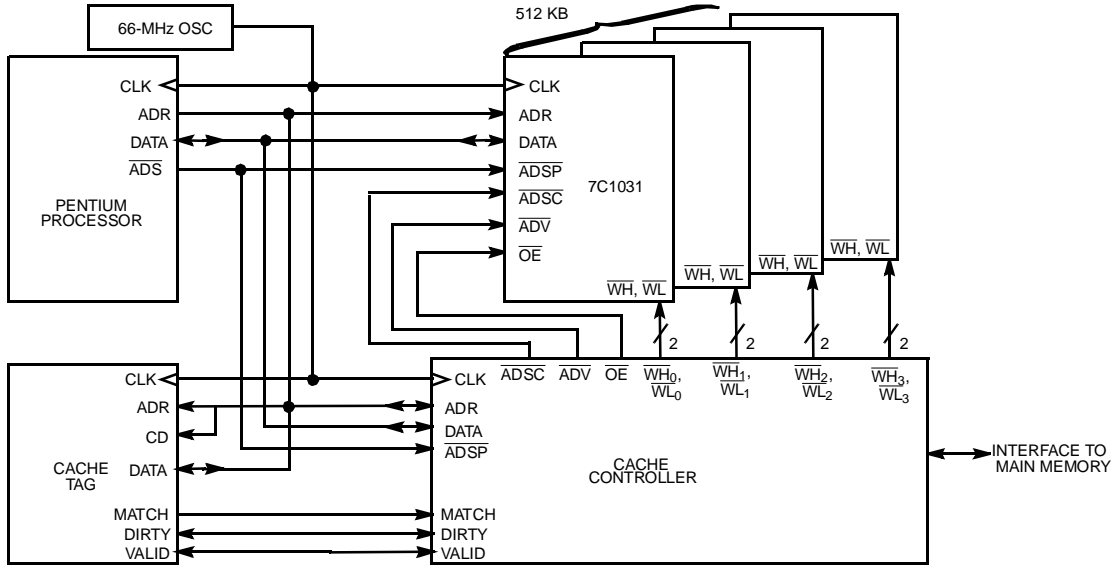 512 KB
66-MHz OSC
CLK
ADR
DATA
ADS
PENTIUM
PROCESSOR
CLK
ADR
DATA
ADSP
ADSC
ADV
OE
7C1031
WH, WL
WH, WL
WH, WL
WH, WL
2
2
2
2
CLK
ADR
CD
DATA
CACHE
TAG
MATCH
DIRTY
VALID
ADSC
ADV
OE
WH0,
WL0
WH1,
WL1
WH2,
WL2
WH3,
WL3
CLK
ADR
DATA
ADSP
CACHE
CONTROLLER
MATCH
DIRTY
VALID
INTERFACE TO
MAIN MEMORY